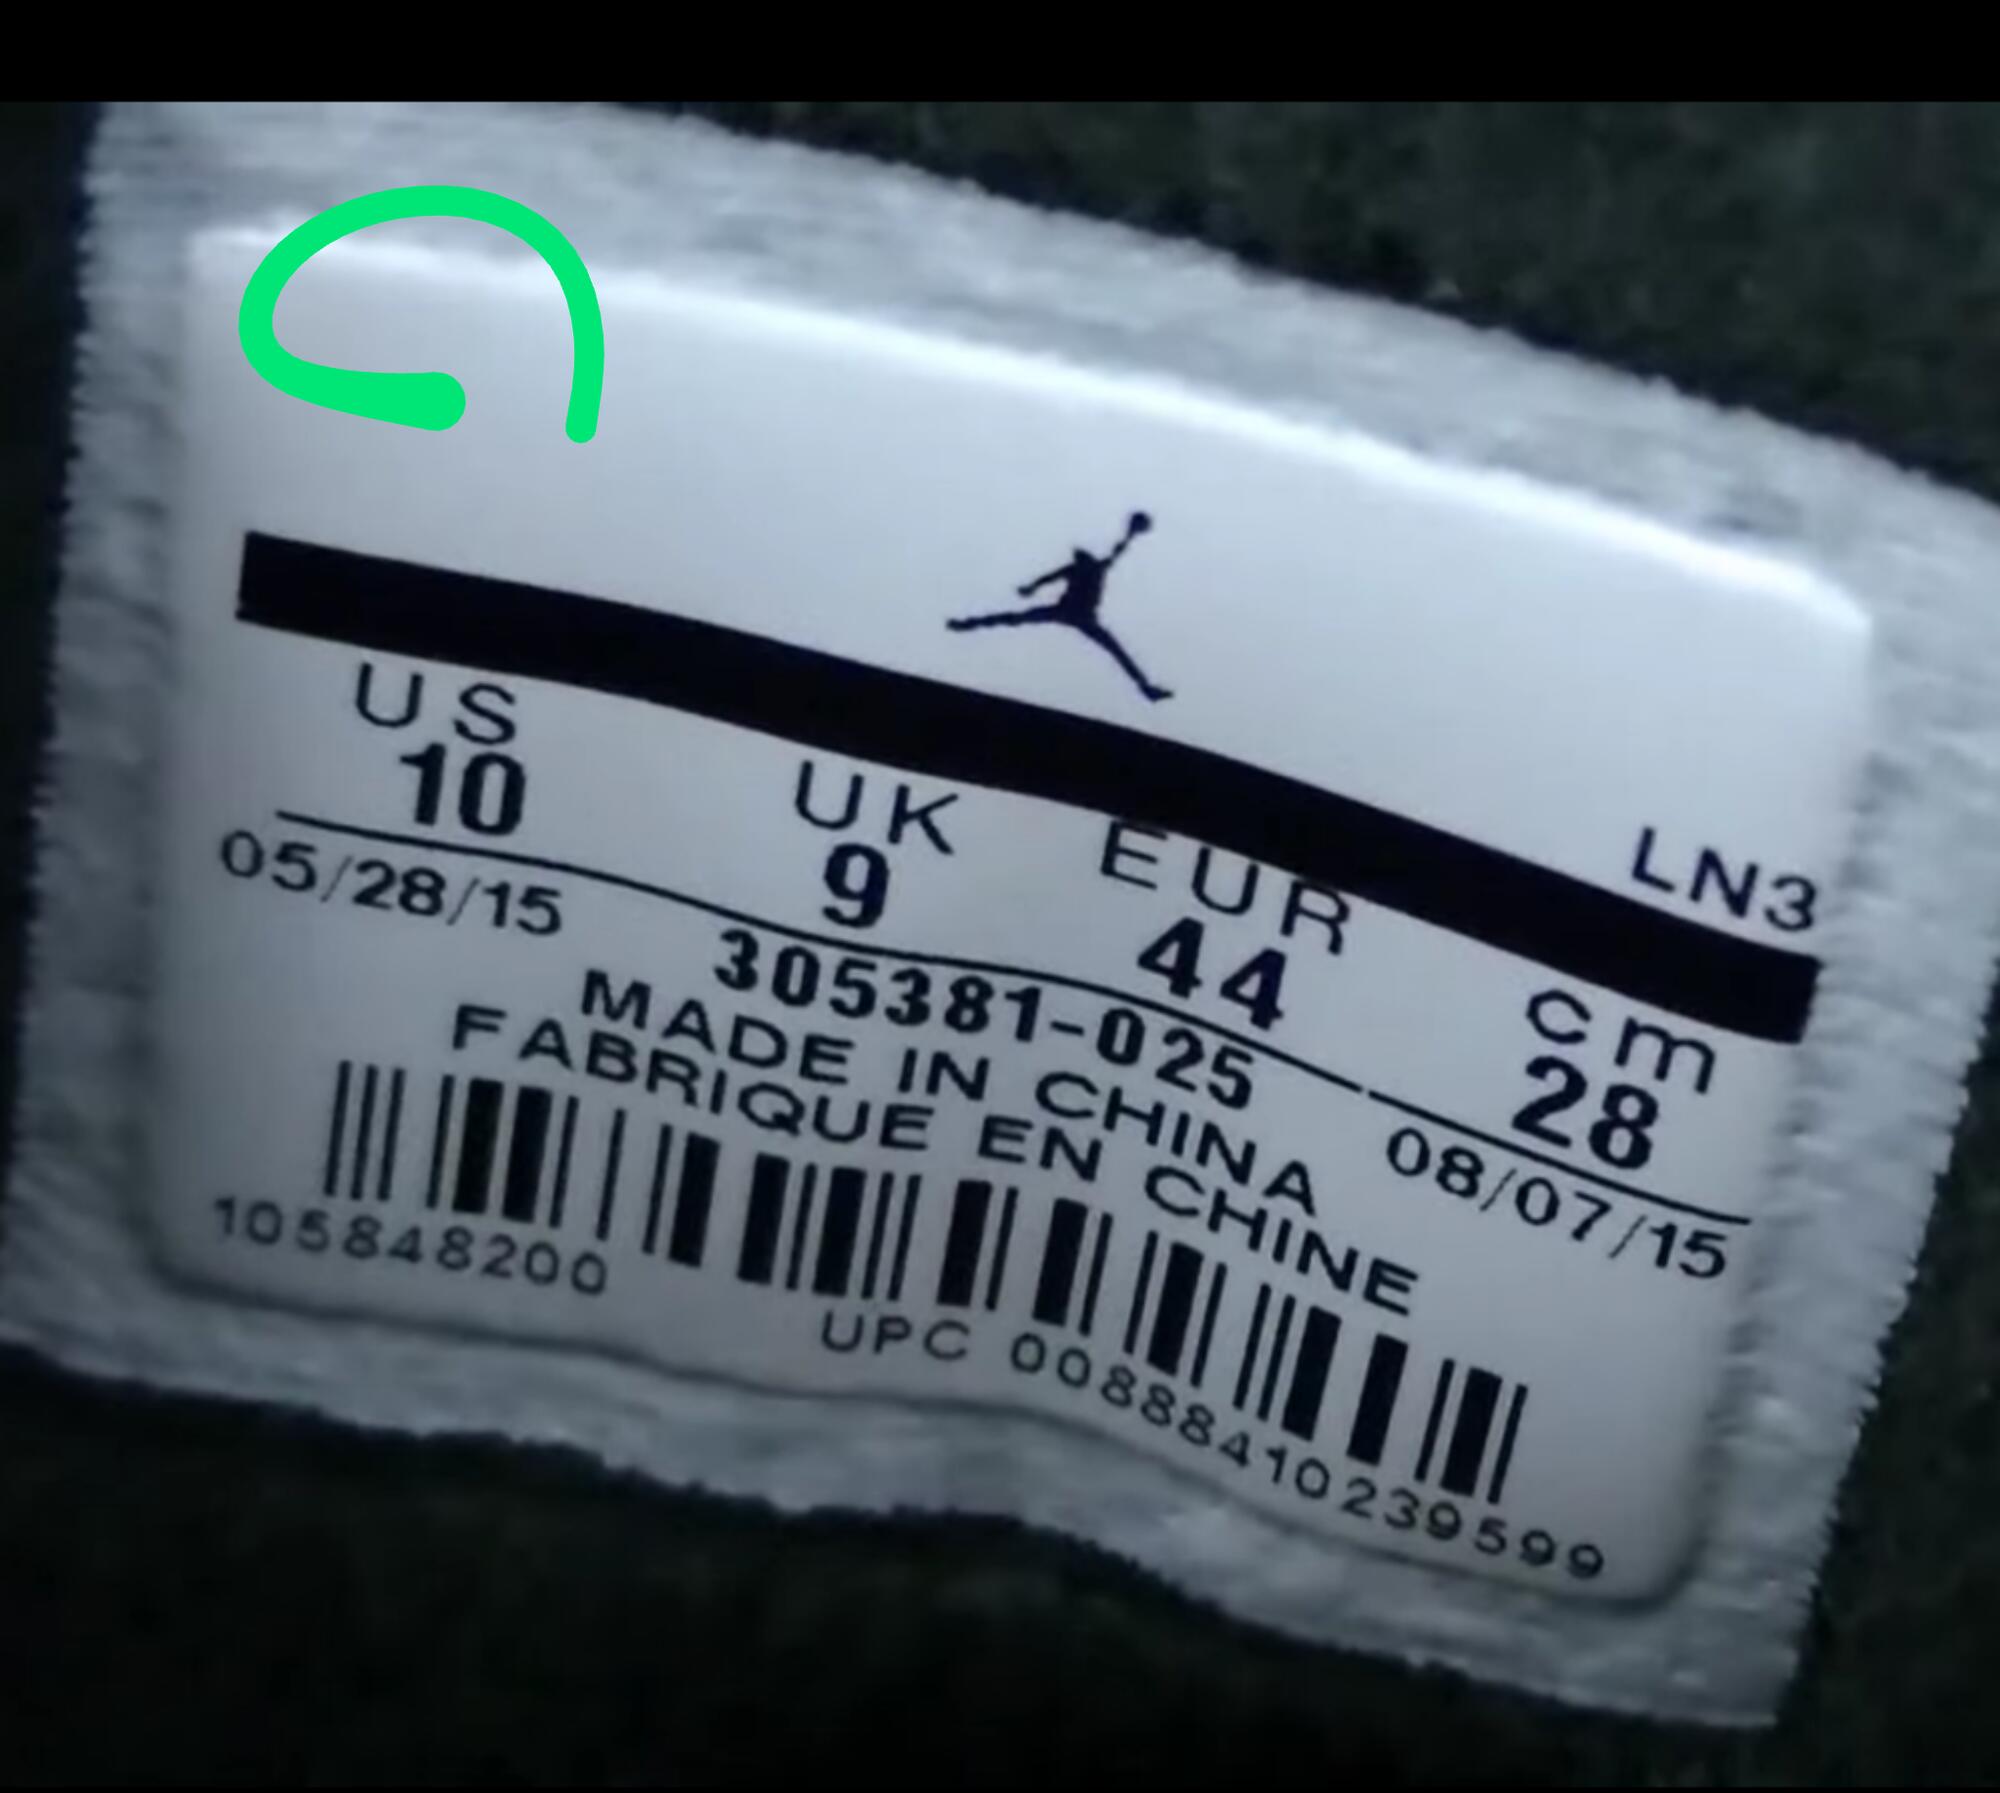 LN3
US UK EUR cm
10 9 44 28
05/28/15 08/07/15
305381-025
MADE IN CHINA
FABRIQUE EN CHINE
105848200
UPC 00888410239599